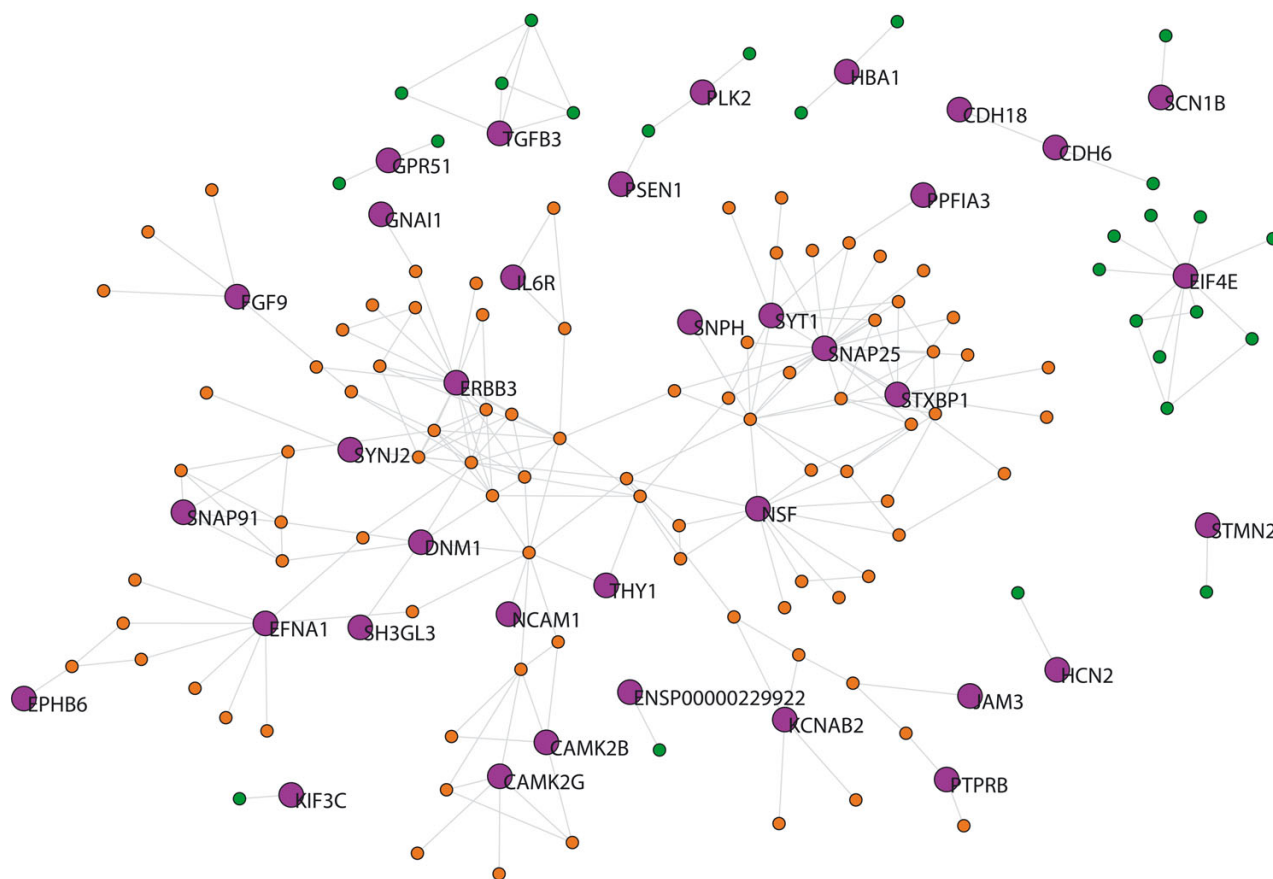 HBA1
PLK2
SCN1B
CDH18
TGFB3
CDH6
GPR51
PSEN1
PPFIA3
GNAI1
EIF4E
IL6R
FGF9
SYT1
SNPH
SNAP25
ERBB3
STXBP1
SYNJ2
SNAP91
NSF
STMN2
DNM1
THY1
NCAM1
EFNA1
SH3GL3
HCN2
ENSP00000229922
JAM3
EPHB6
KCNAB2
CAMK2B
CAMK2G
PTPRB
KIF3C